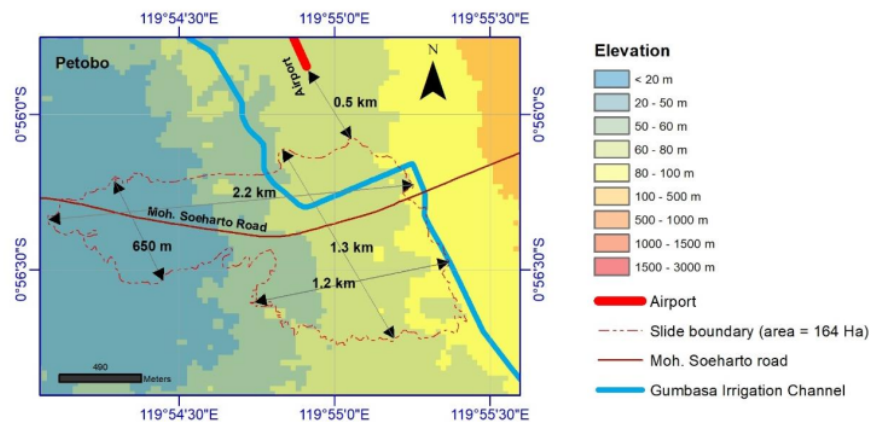 119°54'30"E 119°55'0"E 119°55'30"E
Petobo
N
Airport
0.5 km
0°56'0"S
0°56'0"S
2.2 km
Moh. Soeharto Road
650 m
1.3 km
1.2 km
0°56'30"S
0°56'30"S
490
Meters
119°54'30"E 119°55'0"E 119°55'30"E
Elevation
< 20 m
20 - 50 m
50 - 60 m
60 - 80 m
80 - 100 m
100 - 500 m
500 - 1000 m
1000 - 1500 m
1500 - 3000 m
Airport
Slide boundary (area = 164 Ha)
Moh. Soeharto road
Gumbasa Irrigation Channel